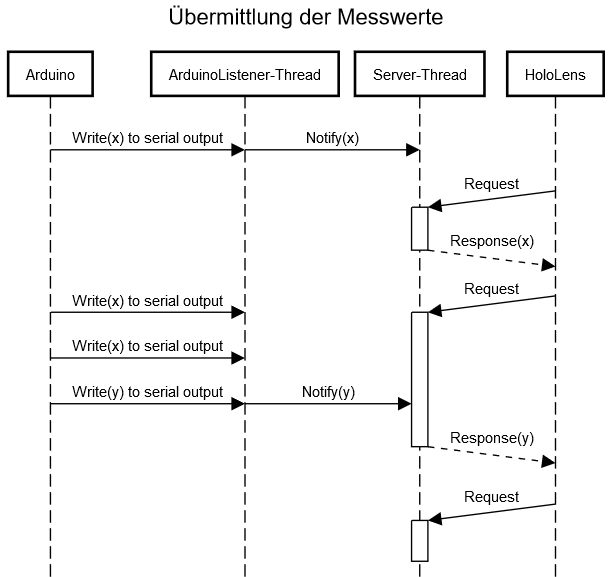 Übermittlung der Messwerte
Arduino
ArduinoListener-Thread
Server-Thread
HoloLens
Write(x) to serial output
Notify(x)
Request
Response(x)
Request
Write(x) to serial output
Write(x) to serial output
Write(y) to serial output
Notify(y)
Response(y)
Request